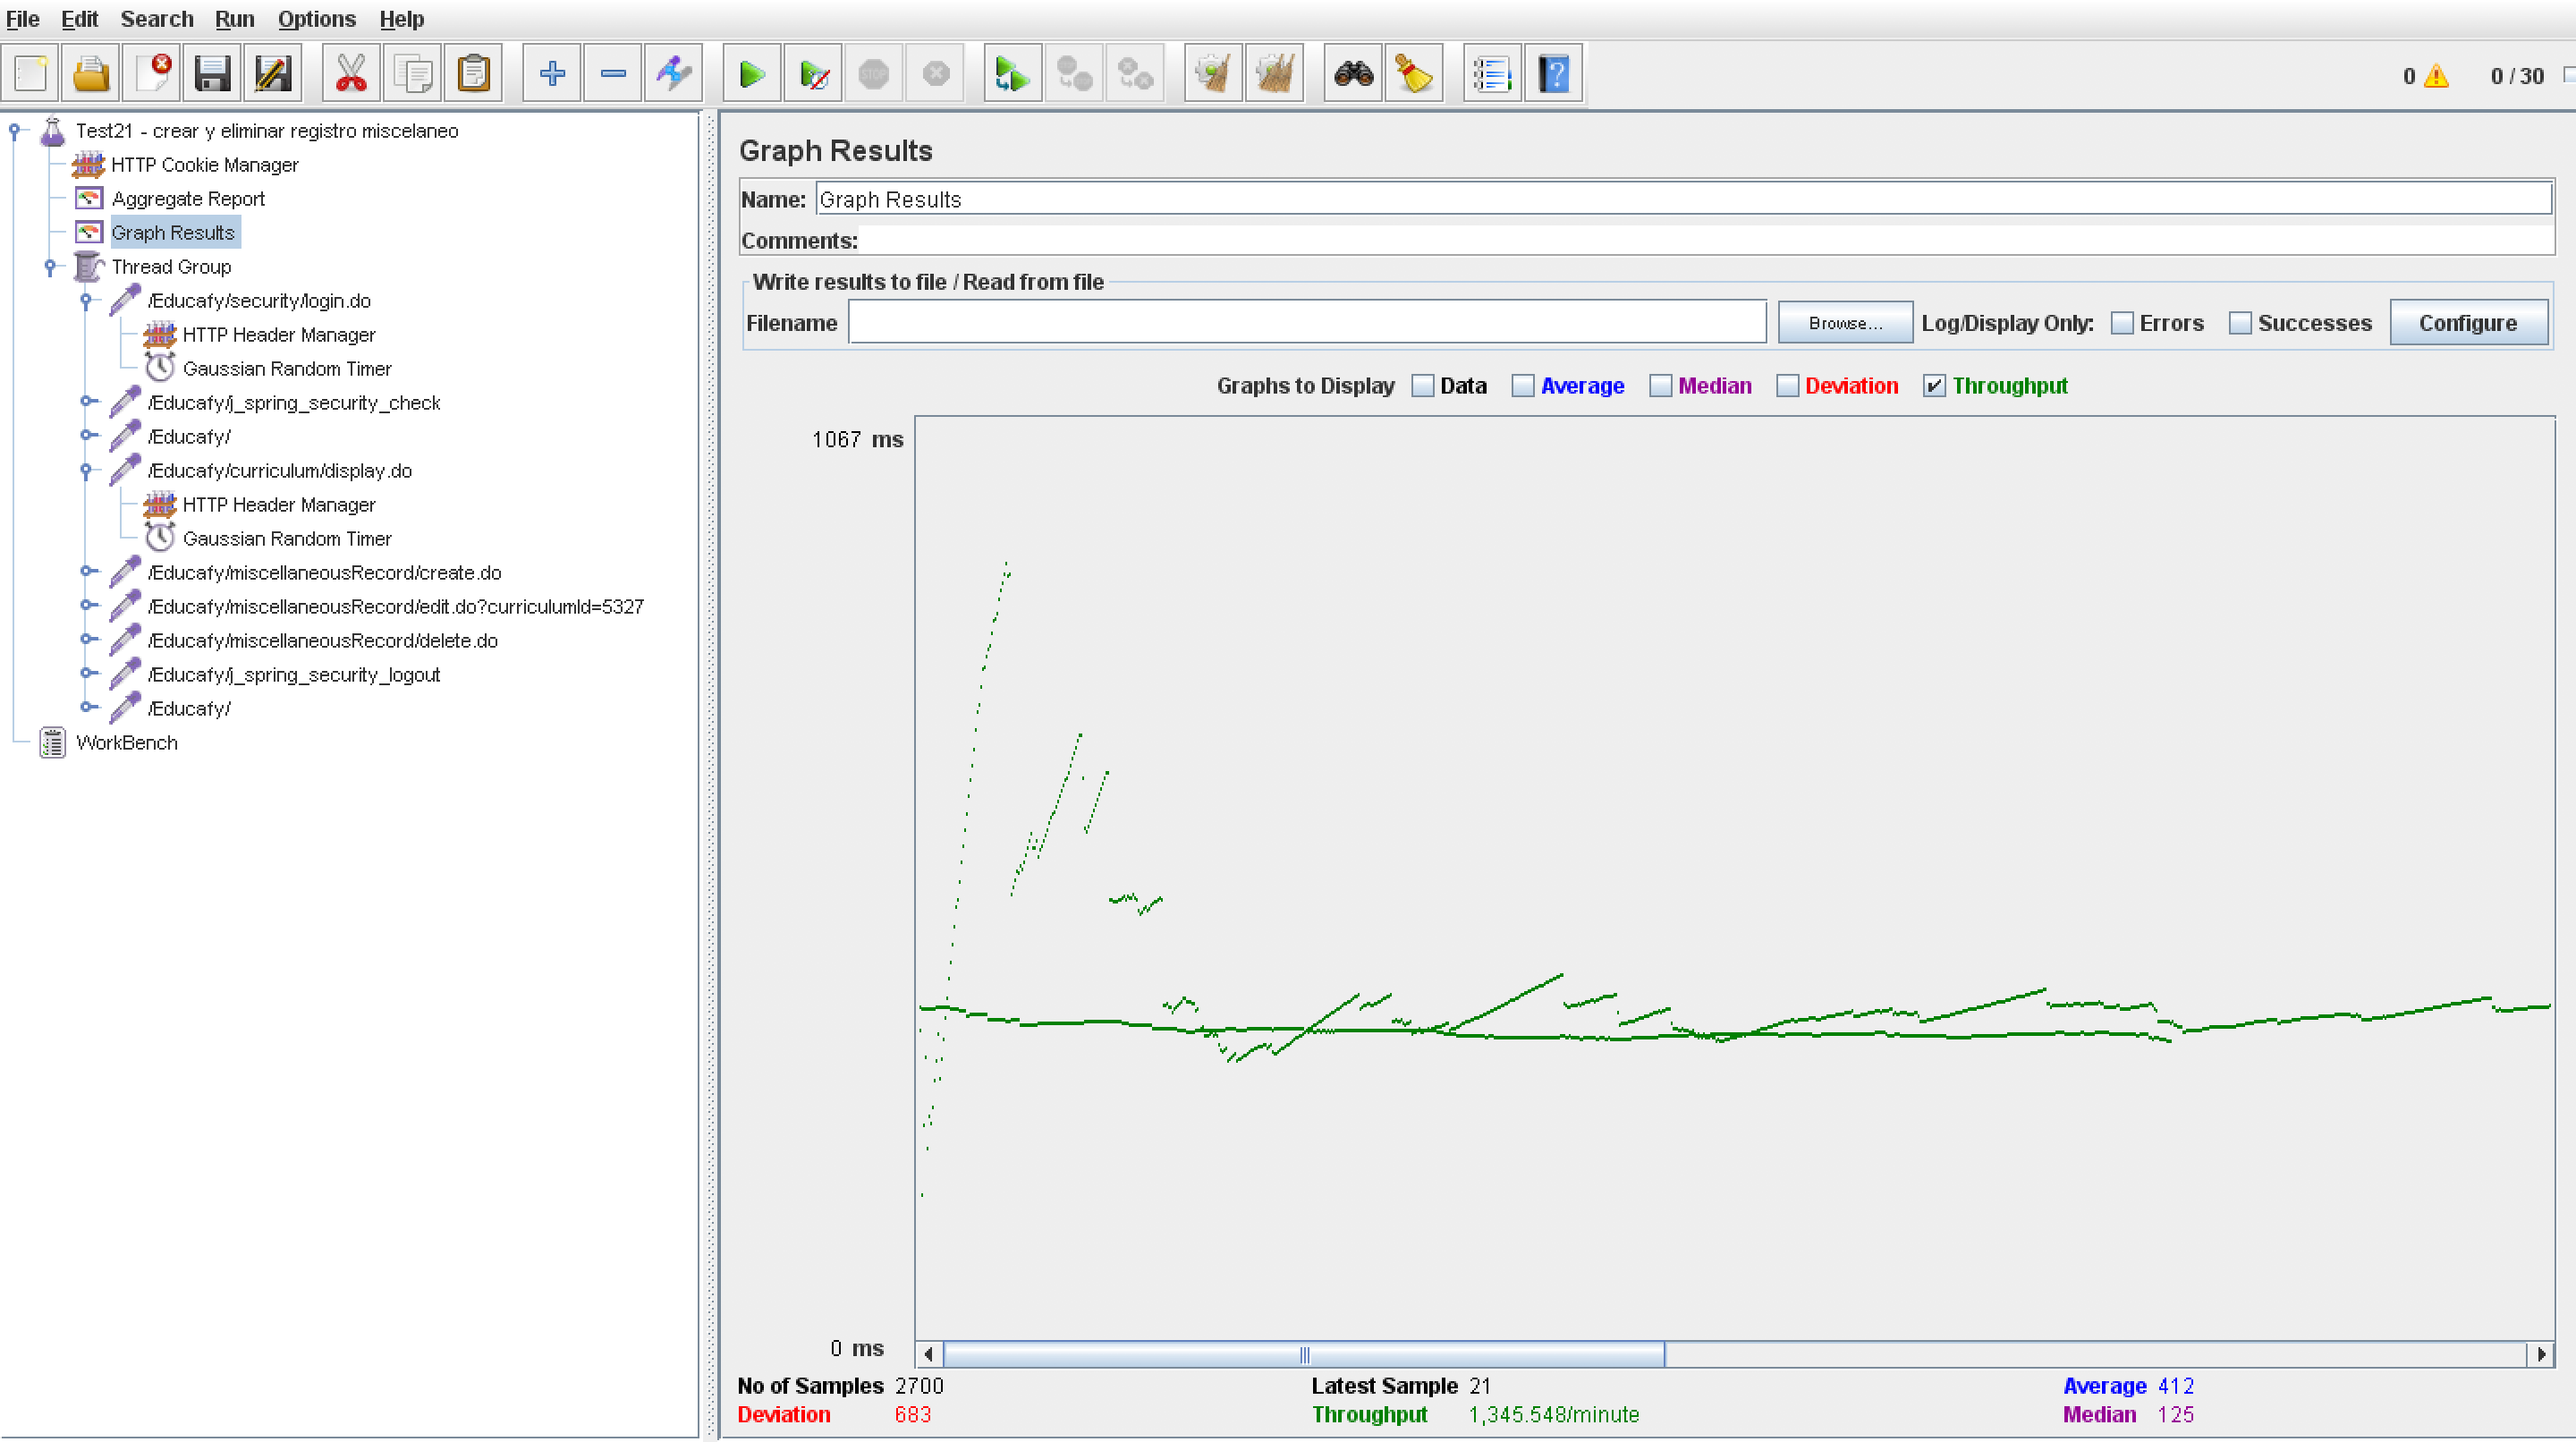 File Edit Search Run Options Help
STOP
0 0 / 30
Test21 - crear y eliminar registro miscelaneo
HTTP Cookie Manager
Aggregate Report
Graph Results
Thread Group
/Educafy/security/login.do
HTTP Header Manager
Gaussian Random Timer
/Educafy/j_spring_security_check
/Educafy/
/Educafy/curriculum/display.do
HTTP Header Manager
Gaussian Random Timer
/Educafy/miscellaneousRecord/create.do
/Educafy/miscellaneousRecord/edit.do?curriculumId=5327
/Educafy/miscellaneousRecord/delete.do
/Educafy/j_spring_security_logout
/Educafy/
WorkBench
Graph Results
Name: Graph Results
Comments:
Write results to file / Read from file
Filename Browse... Log/Display Only: Errors Successes Configure
Graphs to Display Data Average Median Deviation Throughput
1067 ms
0 ms
No of Samples 2700 Latest Sample 21 Average 412
Deviation 683 Throughput 1,345.548/minute Median 125